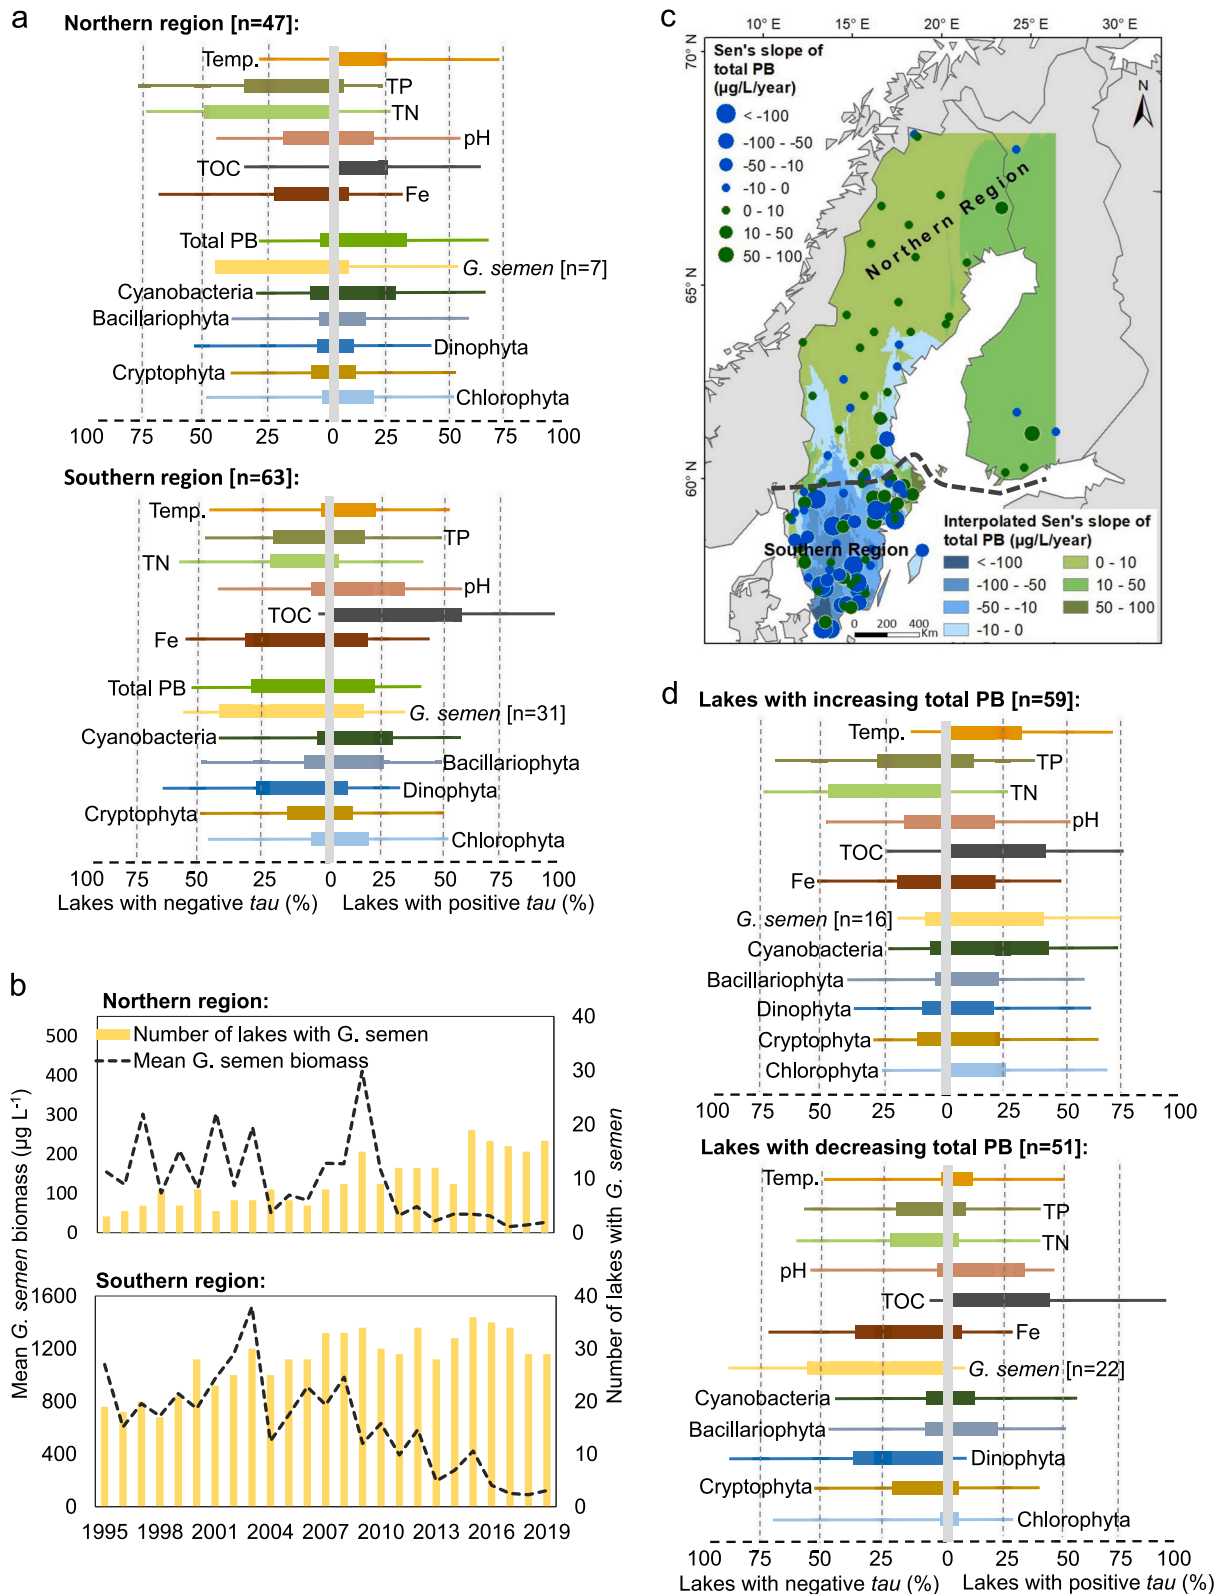 a
Northern region [n=47]:
Temp.
TP
TN
pH
TOC
Fe
Total PB
G. semen [n=7]
Cyanobacteria
Bacillariophyta
Dinophyta
Cryptophyta
Chlorophyta
100 75 50 25 0 25 50 75 100
Southern region [n=63]:
Temp.
TP
TN
pH
TOC
Fe
Total PB
G. semen [n=31]
Cyanobacteria
Bacillariophyta
Dinophyta
Cryptophyta
Chlorophyta
100 75 50 25 0 25 50 75 100
Lakes with negative tau (%) Lakes with positive tau (%)
b
Northern region:
Number of lakes with G. semen
Mean G. semen biomass
500
400
300
200
100
0
40
30
20
10
0
Southern region:
1600
1200
800
400
0
40
30
20
10
0
1995 1998 2001 2004 2007 2010 2013 2016 2019
Mean G. semen biomass (µg L-1)
Number of lakes with G. semen
c
10° E 15° E 20° E 25° E 30° E
70° N
65° N
60° N
Sen's slope of
total PB
(µg/L/year)
< -100
-100 - -50
-50 - -10
-10 - 0
0 - 10
10 - 50
50 - 100
N
Northern Region
Southern Region
Interpolated Sen's slope of
total PB (µg/L/year)
< -100
-100 - -50
-50 - -10
-10 - 0
0 - 10
10 - 50
50 - 100
0 200 400
Km
d
Lakes with increasing total PB [n=59]:
Temp.
TP
TN
pH
TOC
Fe
G. semen [n=16]
Cyanobacteria
Bacillariophyta
Dinophyta
Cryptophyta
Chlorophyta
100 75 50 25 0 25 50 75 100
Lakes with decreasing total PB [n=51]:
Temp.
TP
TN
pH
TOC
Fe
G. semen [n=22]
Cyanobacteria
Bacillariophyta
Dinophyta
Cryptophyta
Chlorophyta
100 75 50 25 0 25 50 75 100
Lakes with negative tau (%) Lakes with positive tau (%)